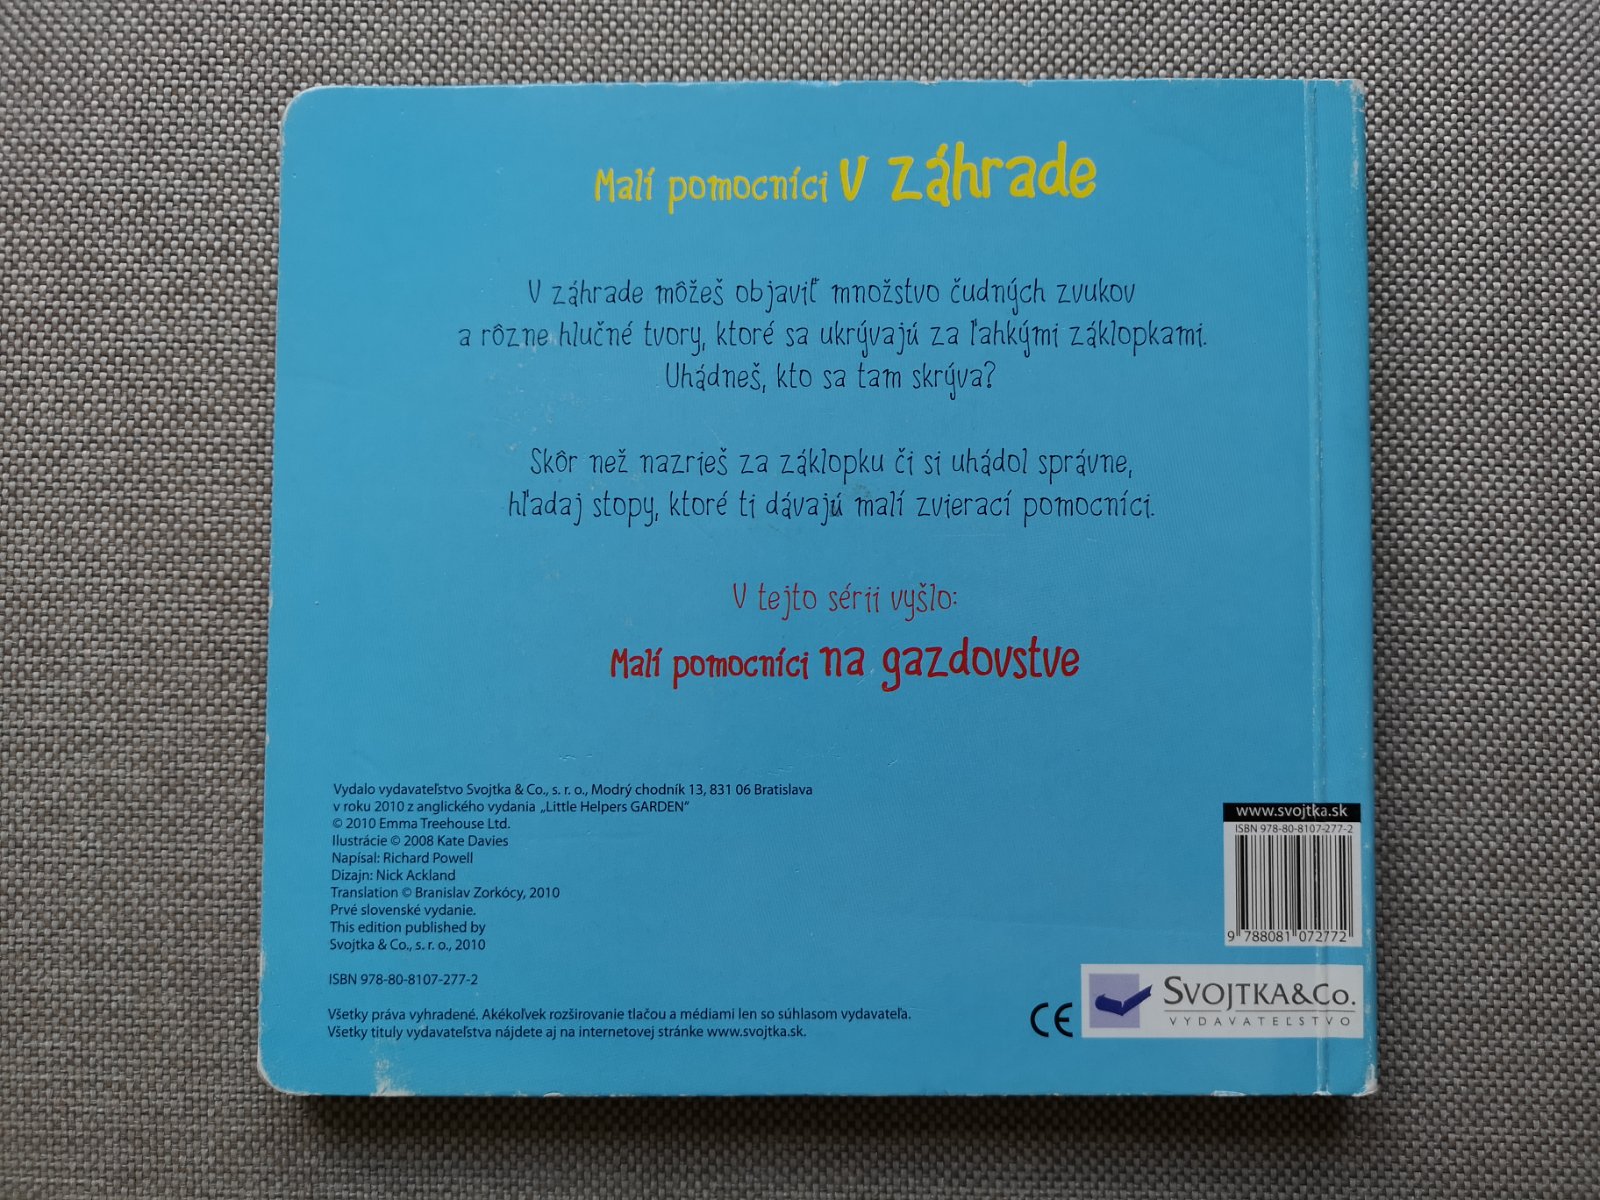 Malí pomocníci v záhrade
V záhrade môžeš objaviť množstvo čudných zvukov
a rôzne hlučné tvory, ktoré sa ukrývajú za ľahkými záklopkami.
Uhádneš, kto sa tam skrýva?
Skôr než nazrieš za záklopku či si uhádol správne,
hľadaj stopy, ktoré ti dávajú malí zvierací pomocníci.
V tejto sérii vyšlo:
Malí pomocníci na gazdovstve
Vydalo vydavateľstvo Svojtka & Co., s. r. o., Modrý chodník 13, 831 06 Bratislava
v roku 2010 z anglického vydania „Little Helpers GARDEN“
© 2010 Emma Treehouse Ltd.
Ilustrácie © 2008 Kate Davies
Napísal: Richard Powell
Dizajn: Nick Ackland
Translation © Branislav Zorkócy, 2010
Prvé slovenské vydanie.
This edition published by
Svojtka & Co., s. r. o., 2010
ISBN 978-80-8107-277-2
Všetky práva vyhradené. Akékoľvek rozširovanie tlačou a médiami len so súhlasom vydavateľa.
Všetky tituly vydavateľstva nájdete aj na internetovej stránke www.svojtka.sk.
www.svojtka.sk
ISBN 978-80-8107-277-2
9 788081 072772
CE
SVOJTKA&CO.
VYDAVATEĽSTVO